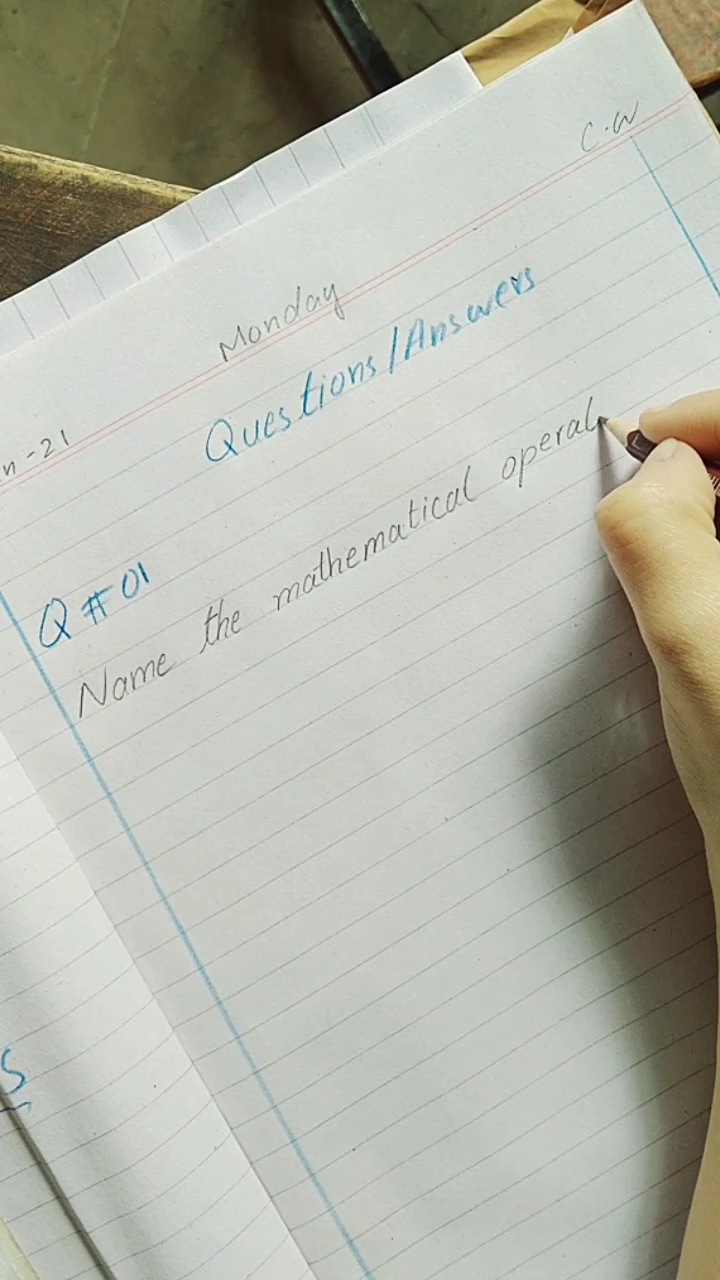 C.W
Monday
n-21
Questions/Answers
Q # 01
Name the mathematical operat
S